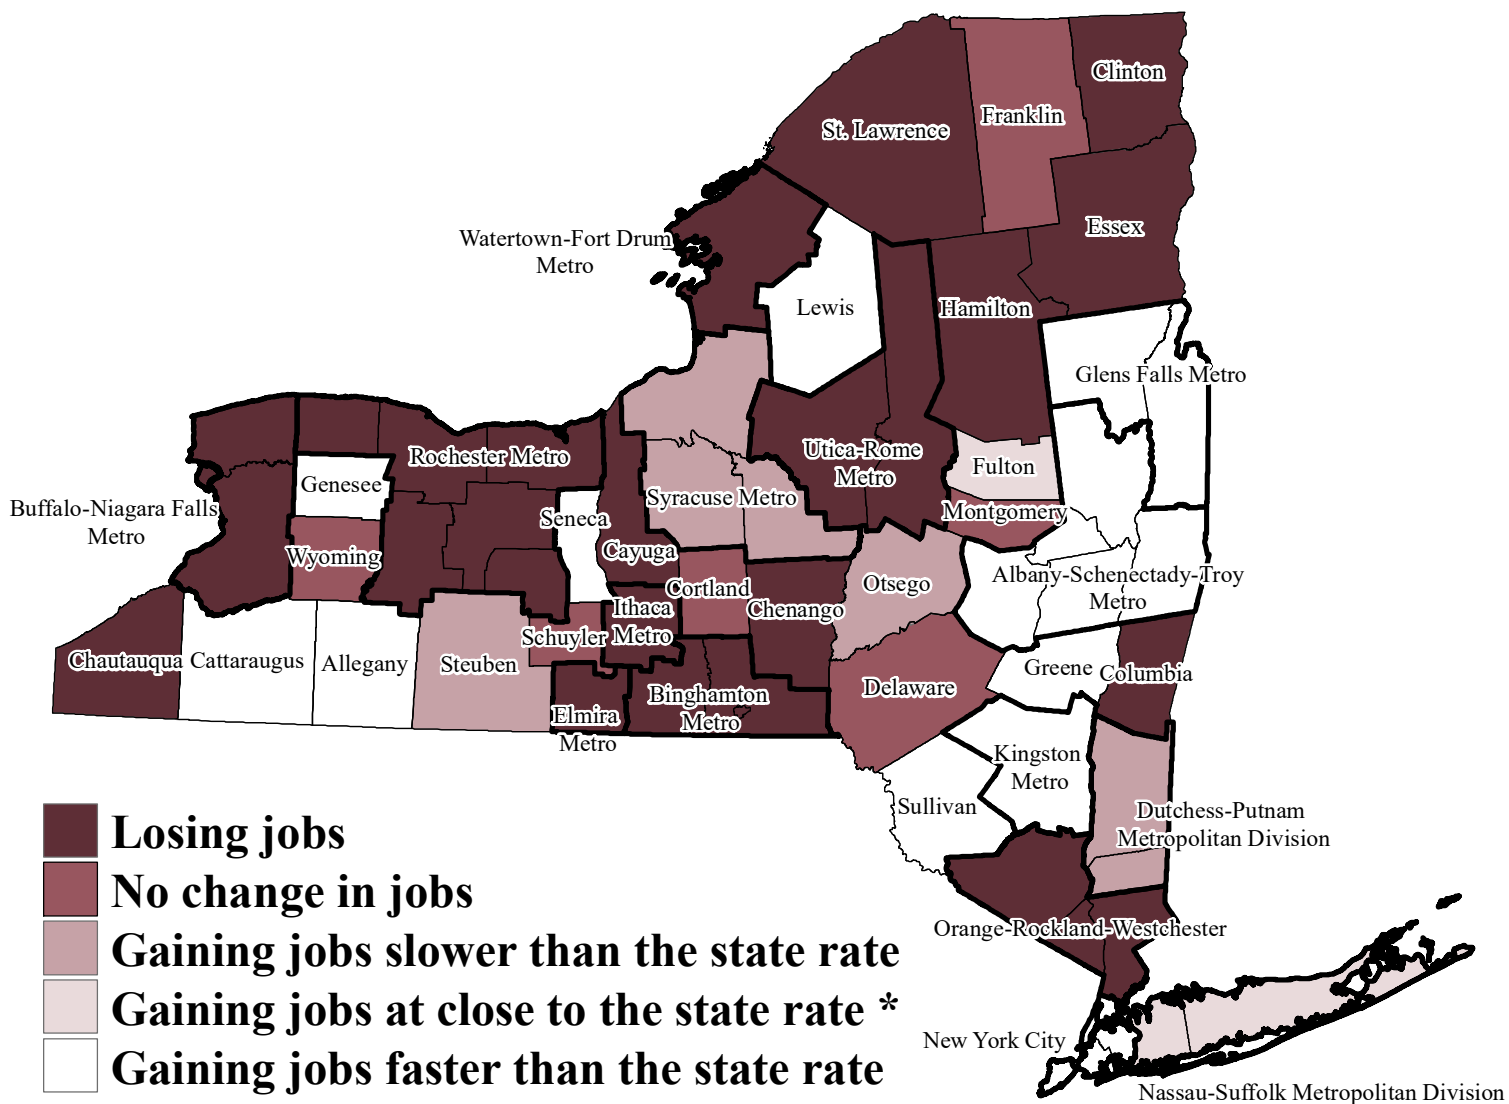 Clinton
Franklin
St. Lawrence
Essex
Watertown-Fort Drum
Metro
Lewis
Hamilton
Glens Falls Metro
Utica-Rome
Metro
Fulton
Rochester Metro
Genesee
Syracuse Metro
Montgomery
Buffalo-Niagara Falls
Metro
Seneca
Wyoming
Cayuga
Otsego
Albany-Schenectady-Troy
Metro
Cortland
Chenango
Ithaca
Metro
Schuyler
Chautauqua
Cattaraugus
Allegany
Steuben
Greene
Columbia
Delaware
Binghamton
Metro
Elmira
Metro
Kingston
Metro
Sullivan
Dutchess-Putnam
Metropolitan Division
Losing jobs
No change in jobs
Gaining jobs slower than the state rate
Gaining jobs at close to the state rate *
Gaining jobs faster than the state rate
Orange-Rockland-Westchester
New York City
Nassau-Suffolk Metropolitan Division